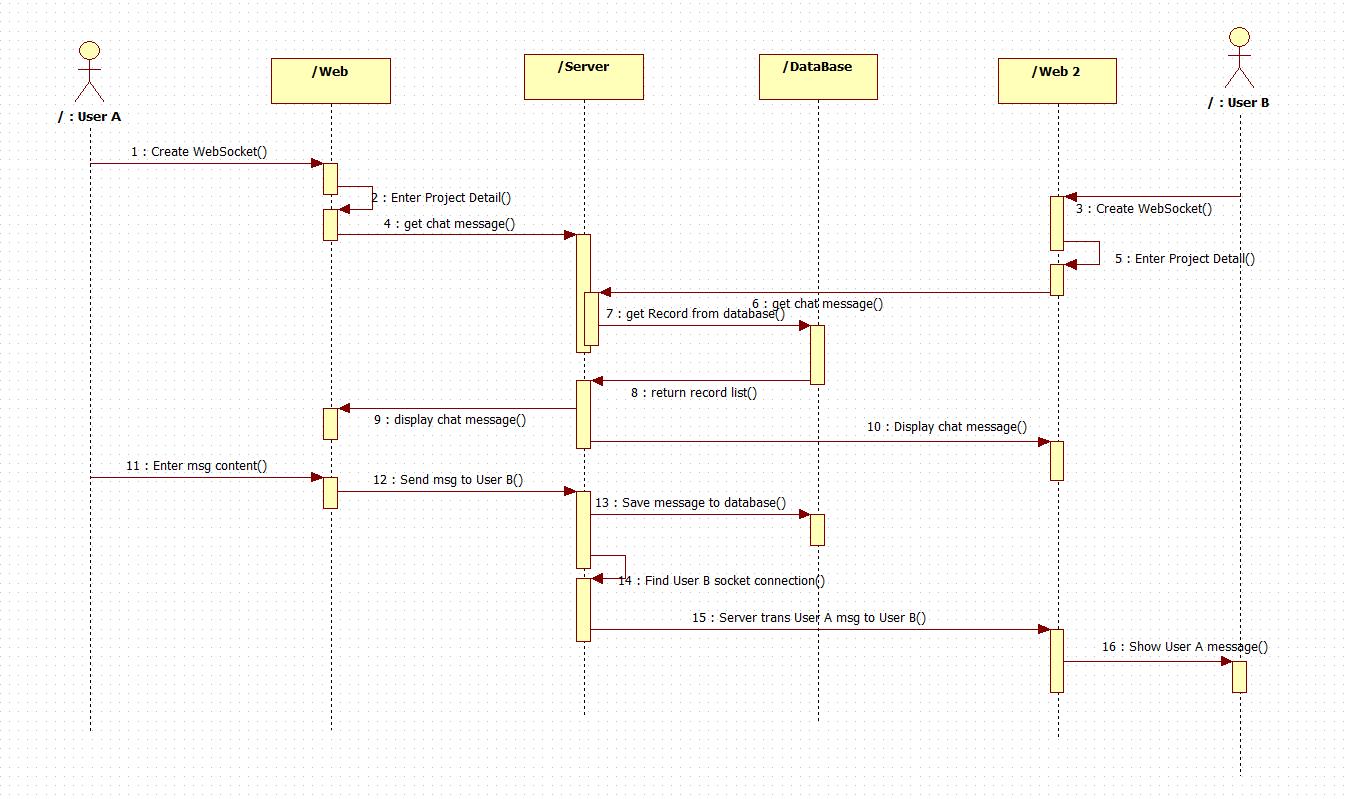 / : User A
/Web
/Server
/DataBase
/Web 2
/ : User B
1 : Create WebSocket()
2 : Enter Project Detail()
3 : Create WebSocket()
4 : get chat message()
5 : Enter Project Detail()
6 : get chat message()
7 : get Record from database()
8 : return record list()
9 : display chat message()
10 : Display chat message()
11 : Enter msg content()
12 : Send msg to User B()
13 : Save message to database()
14 : Find User B socket connection()
15 : Server trans User A msg to User B()
16 : Show User A message()